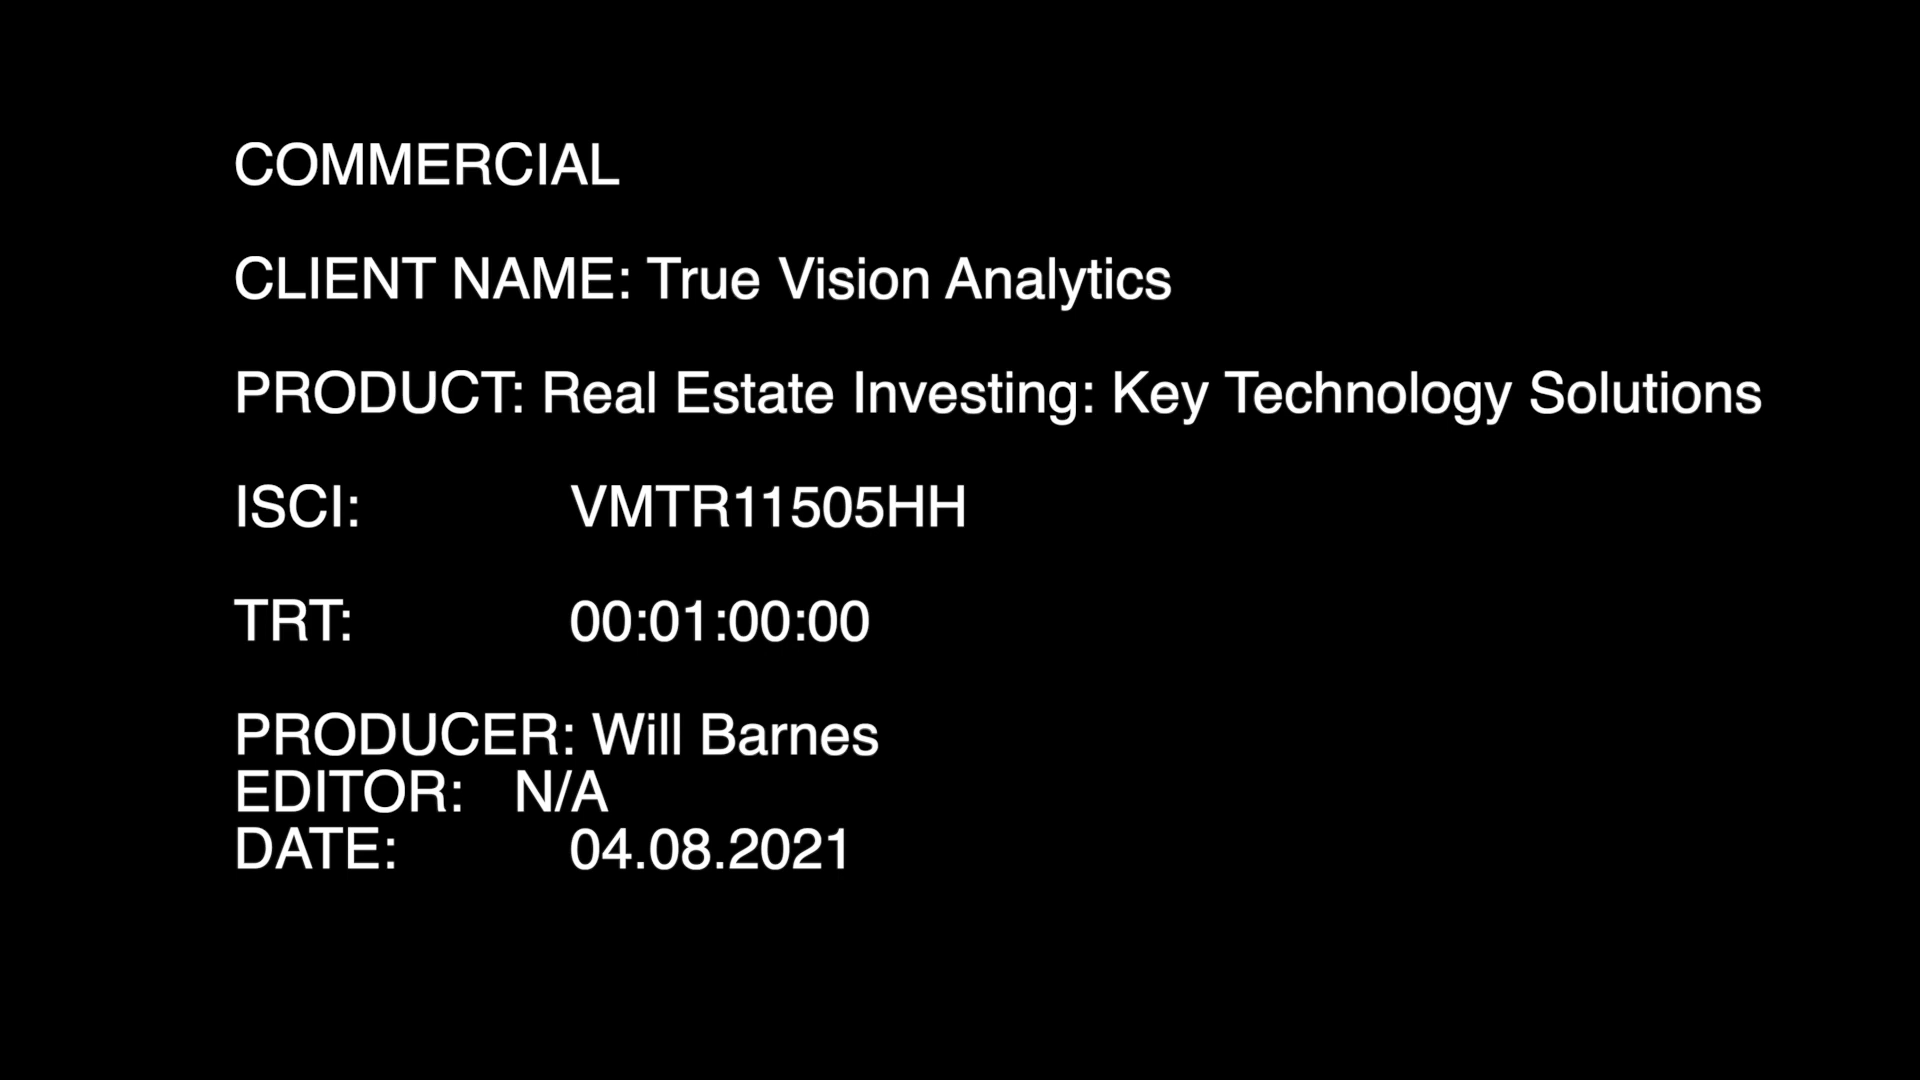 COMMERCIAL
CLIENT NAME: True Vision Analytics
PRODUCT: Real Estate Investing: Key Technology Solutions
ISCI: VMTR11505HH
TRT: 00:01:00:00
PRODUCER: Will Barnes
EDITOR: N/A
DATE: 04.08.2021